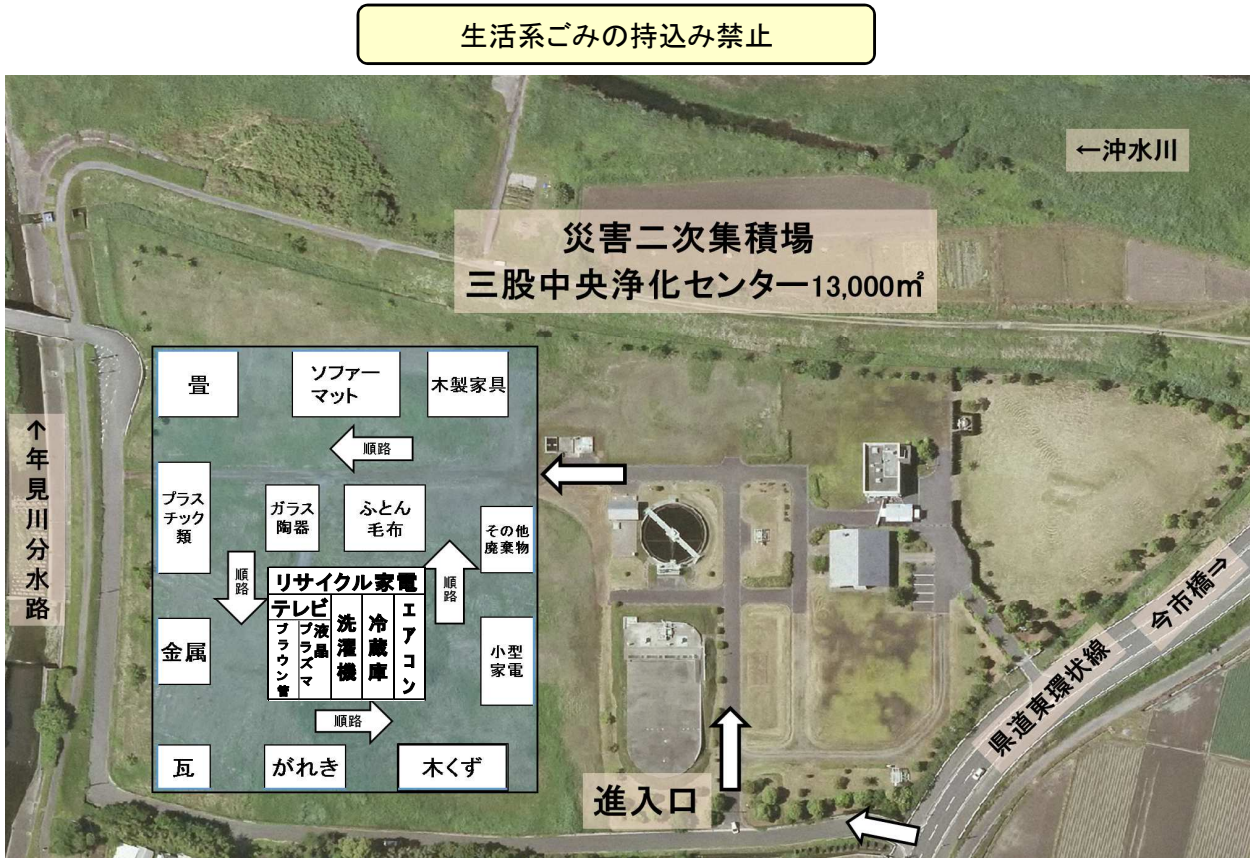 生活系ごみの持込み禁止
←沖水川
災害二次集積場
三股中央浄化センター13,000㎡
畳
ソファー
マット
木製家具
順路
↑年見川分水路
プラス
チック
類
ガラス
陶器
ふとん
毛布
その他
廃棄物
順路
リサイクル家電
順路
テレビ
ブラウン管
プラズマ
液晶
洗濯機
冷蔵庫
エアコン
金属
小型
家電
順路
瓦
がれき
木くず
進入口
県道東環状線
今市橋→